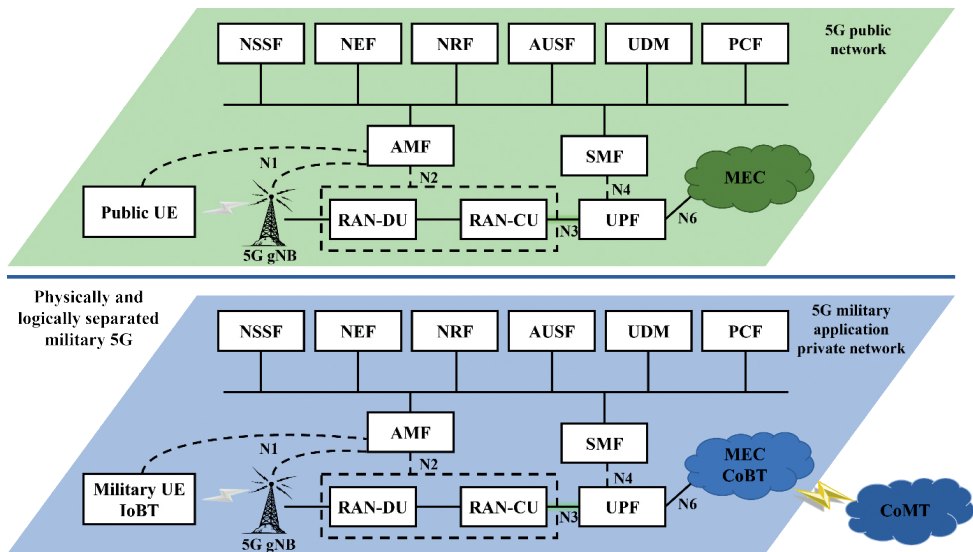 NSSF NEF NRF AUSF UDM PCF
5G public
network
AMF
SMF
MEC
N1
N2
N4
Public UE
RAN-DU RAN-CU UPF
N3
N6
5G gNB
Physically and
logically separated
military 5G
5G military
application
private network
NSSF NEF NRF AUSF UDM PCF
AMF
SMF
MEC
CoBT
N1
N2
N4
Military UE
IoBT
RAN-DU RAN-CU UPF
N3
N6
CoMT
5G gNB